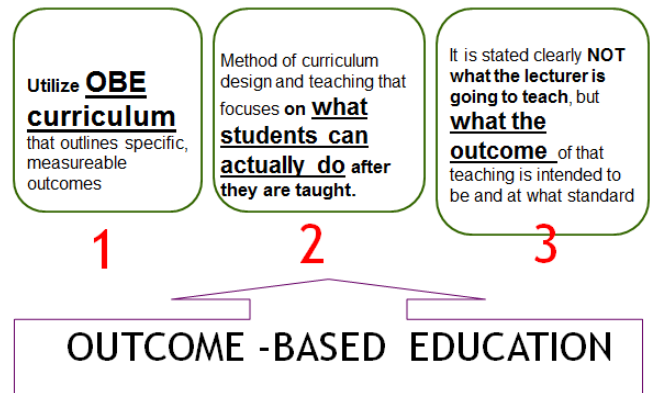 Utilize OBE
curriculum
that outlines specific,
measureable
outcomes
Method of curriculum
design and teaching that
focuses on what
students can
actually do after
they are taught.
It is stated clearly NOT
what the lecturer is
going to teach, but
what the
outcome of that
teaching is intended to
be and at what standard
1
2
3
OUTCOME -BASED EDUCATION